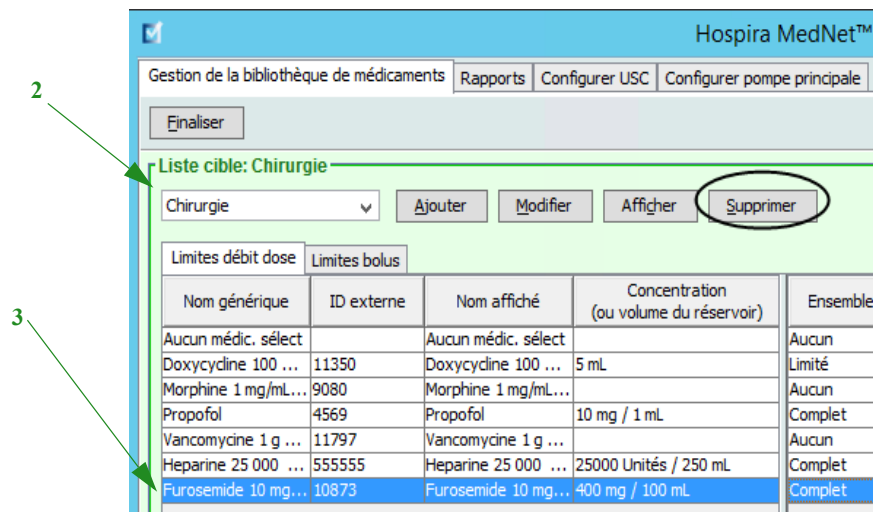 Hospira MedNet™
Gestion de la bibliothèque de médicaments Rapports Configurer USC Configurer pompe principale
2
Finaliser
Liste cible: Chirurgie
Chirurgie Ajouter Modifier Afficher Supprimer
Limites débit dose Limites bolus
Nom générique ID externe Nom affiché Concentration (ou volume du réservoir) Ensemble
3
Aucun médic. sélect Aucun médic. sélect Aucun
Doxycycline 100 ... 11350 Doxycycline 100 ... 5 mL Limité
Morphine 1 mg/mL... 9080 Morphine 1 mg/mL... Aucun
Propofol 4569 Propofol 10 mg / 1 mL Complet
Vancomycine 1 g ... 11797 Vancomycine 1 g ... Aucun
Heparine 25 000 ... 555555 Heparine 25 000 ... 25000 Unités / 250 mL Complet
Furosemide 10 mg... 10873 Furosemide 10 mg... 400 mg / 100 mL Complet